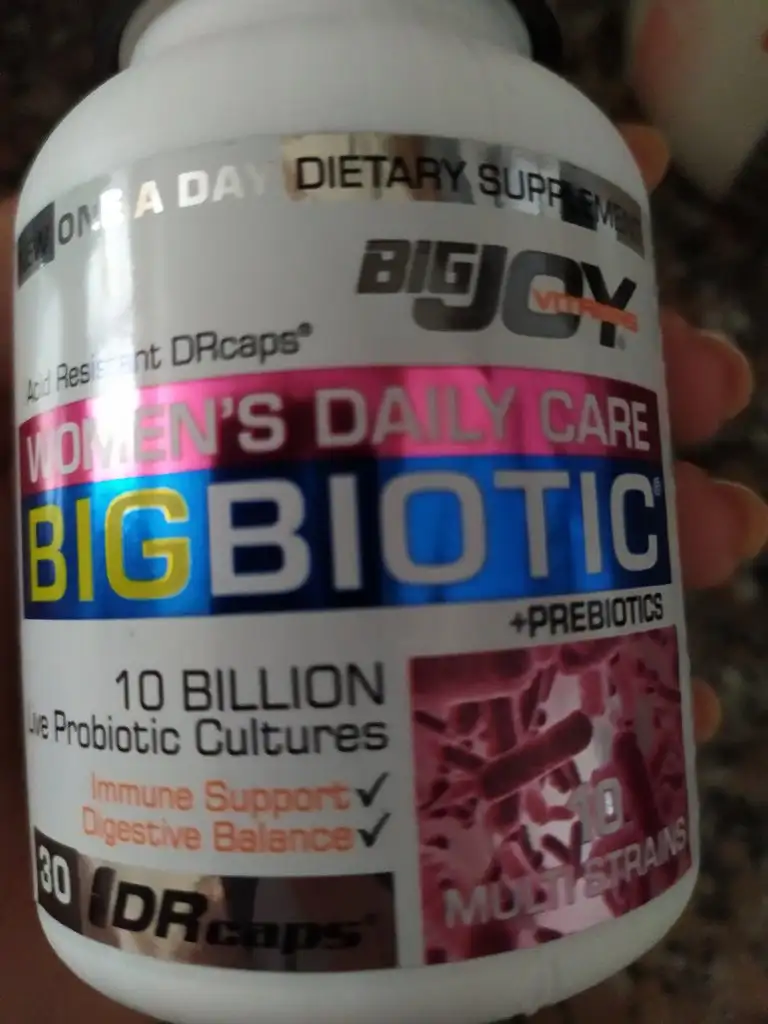 NEW ONE A DAY DIETARY SUPPLEMENT
BIGJOY
VITAMINS
Acid Resistant DRcaps®
WOMEN'S DAILY CARE
BIGBIOTIC®
+PREBIOTICS
10 BILLION
Live Probiotic Cultures
Immune Support✓
Digestive Balance✓
10
MULTI STRAINS
30 DRcaps®